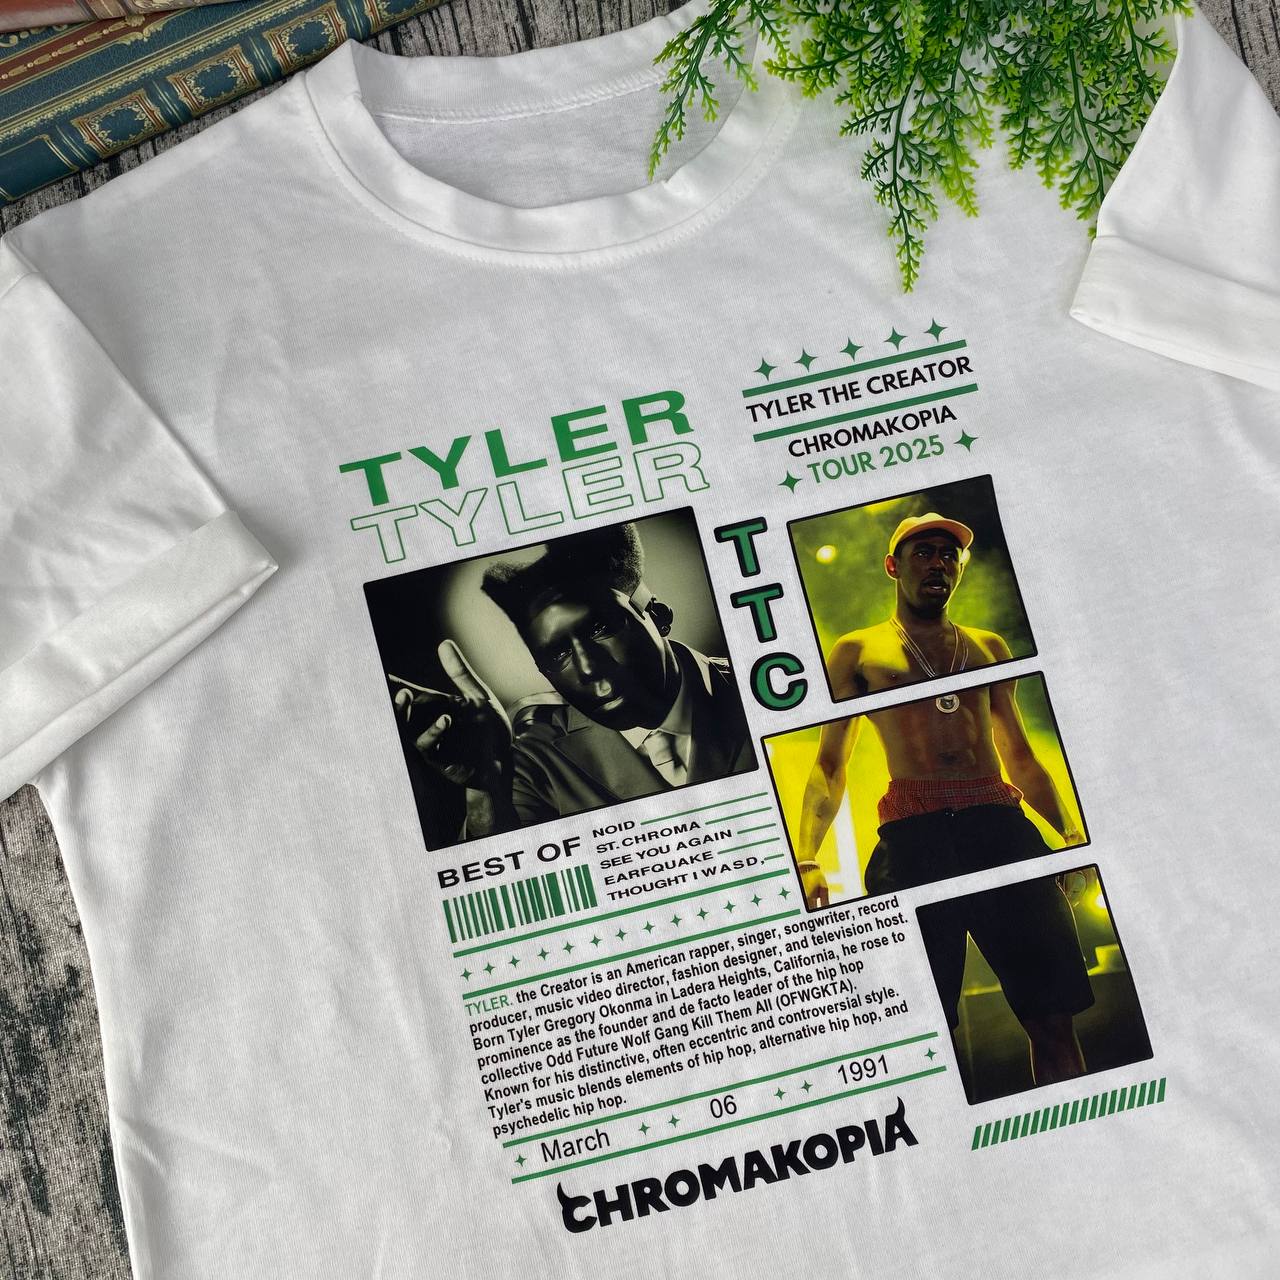 TYLER
TYLER
TYLER THE CREATOR
CHROMAKOPIA
TOUR 2025
T
T
C
BEST OF
NOID
ST. CHROMA
SEE YOU AGAIN
EARFQUAKE
THOUGHT I WAS D,
TYLER. the Creator is an American rapper, singer, songwriter, record
producer, music video director, fashion designer, and television host.
Born Tyler Gregory Okonma in Ladera Heights, California, he rose to
prominence as the founder and de facto leader of the hip hop
collective Odd Future Wolf Gang Kill Them All (OFWGKTA).
Known for his distinctive, often eccentric and controversial style.
Tyler's music blends elements of hip hop, alternative hip hop, and
psychedelic hip hop.
March 06 1991
CHROMAKOPIA